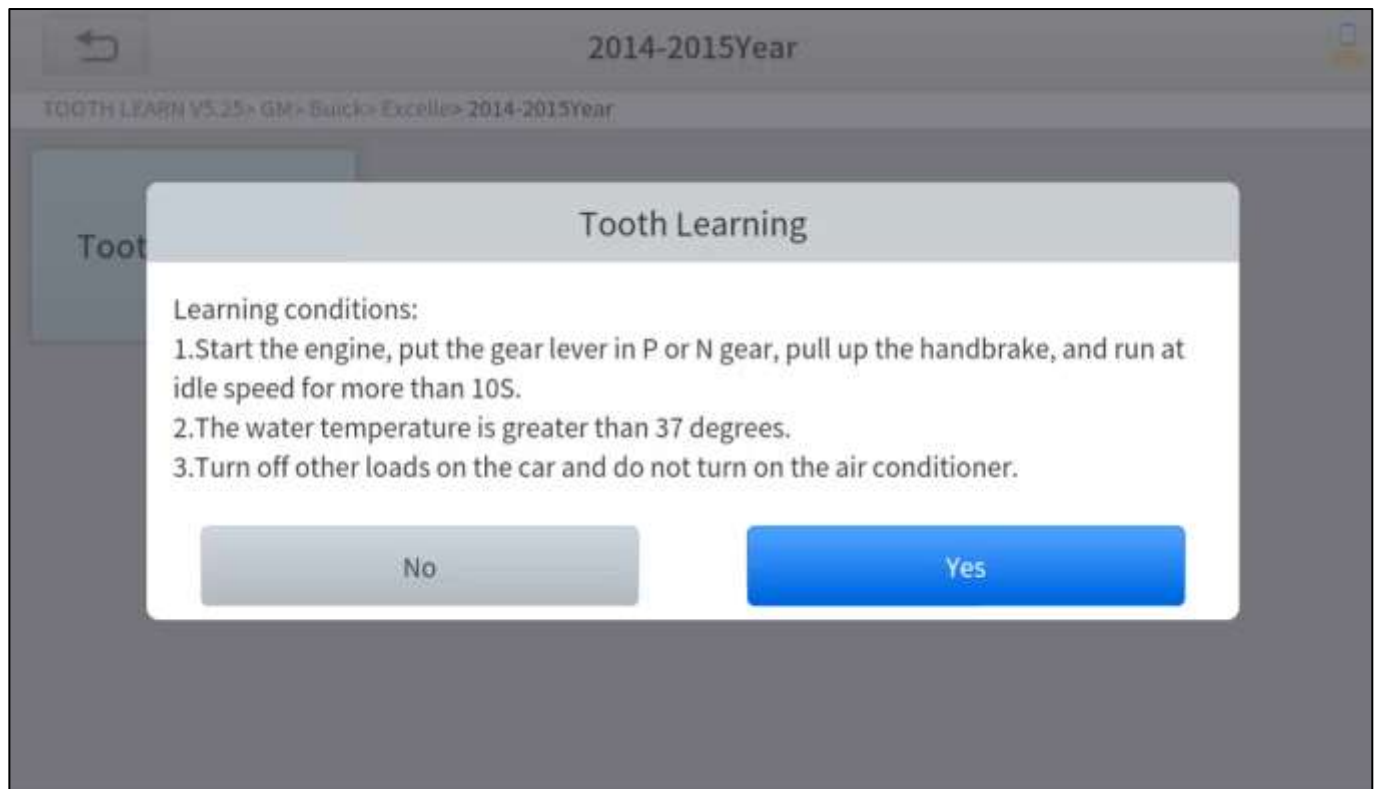 2014-2015Year
TOOTH LEARN V5.25> GM> Buick> Excelle> 2014-2015Year
Toot
Tooth Learning
Learning conditions:
1.Start the engine, put the gear lever in P or N gear, pull up the handbrake, and run at
idle speed for more than 10S.
2.The water temperature is greater than 37 degrees.
3.Turn off other loads on the car and do not turn on the air conditioner.
No
Yes